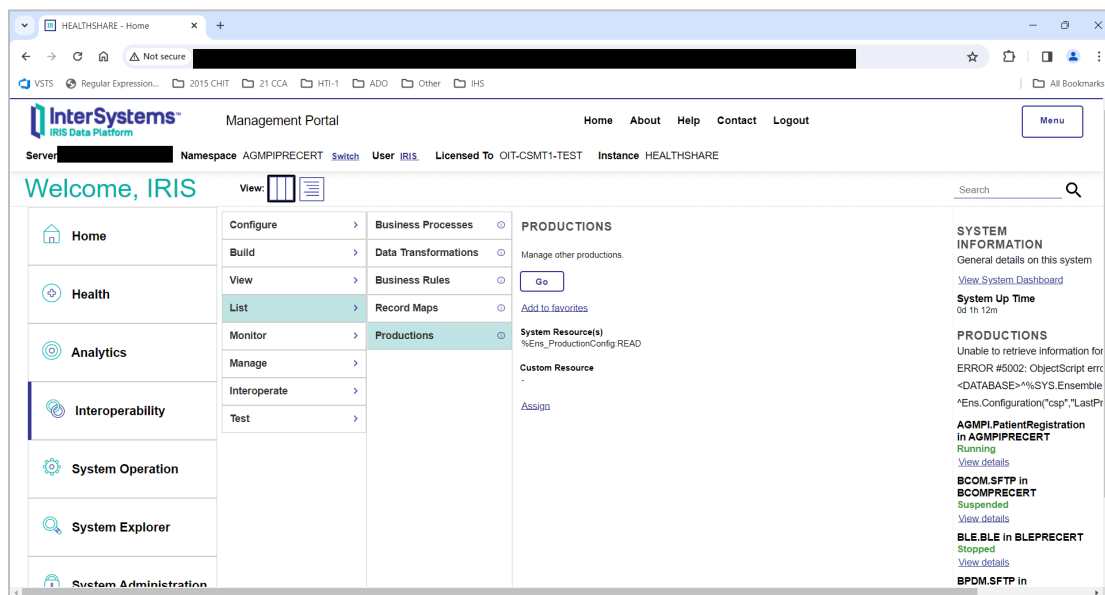 HEALTHSHARE - Home
Not secure
VSTS
Regular Expression...
2015 CHIT
21 CCA
HTI-1
ADO
Other
IHS
All Bookmarks
InterSystems™
IRIS Data Platform
Management Portal
Home About Help Contact Logout
Menu
Server
Namespace AGMPIPRECERT Switch User IRIS Licensed To OIT-CSMT1-TEST Instance HEALTHSHARE
Welcome, IRIS
View:
Search
Home
Health
Analytics
Interoperability
System Operation
System Explorer
System Administration
Configure
Build
View
List
Monitor
Manage
Interoperate
Test
Business Processes
Data Transformations
Business Rules
Record Maps
Productions
PRODUCTIONS
Manage other productions.
Go
Add to favorites
System Resource(s)
%Ens_ProductionConfig:READ
Custom Resource
-
Assign
SYSTEM
INFORMATION
General details on this system
View System Dashboard
System Up Time
0d 1h 12m
PRODUCTIONS
Unable to retrieve information for
ERROR #5002: ObjectScript erro
<DATABASE>^%SYS.Ensemble
^Ens.Configuration("csp","LastPr
AGMPI.PatientRegistration
in AGMPIPRECERT
Running
View details
BCOM.SFTP in
BCOMPRECERT
Suspended
View details
BLE.BLE in BLEPRECERT
Stopped
View details
BPDM.SFTP in